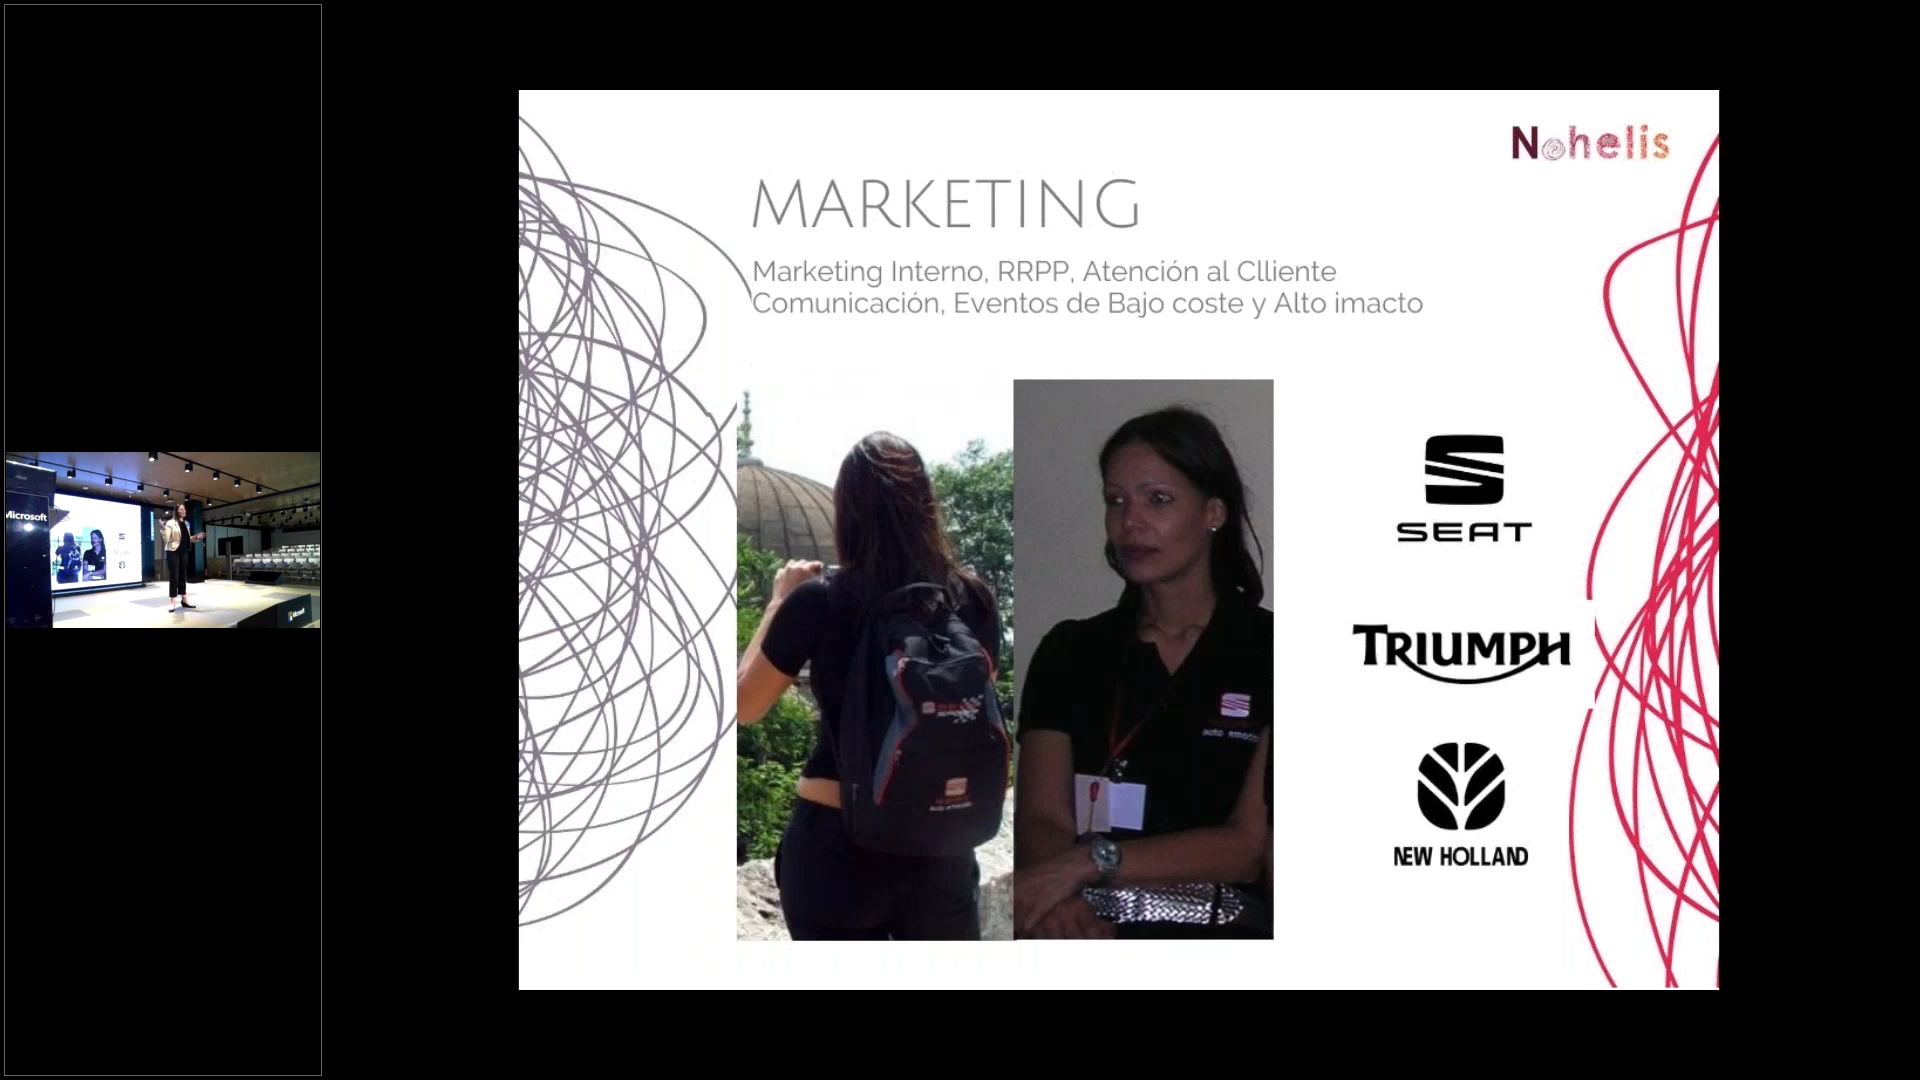 Microsoft
Nohelis
MARKETING
Marketing Interno, RRPP, Atención al Clliente
Comunicación, Eventos de Bajo coste y Alto imacto
SEAT
TRIUMPH
NEW HOLLAND